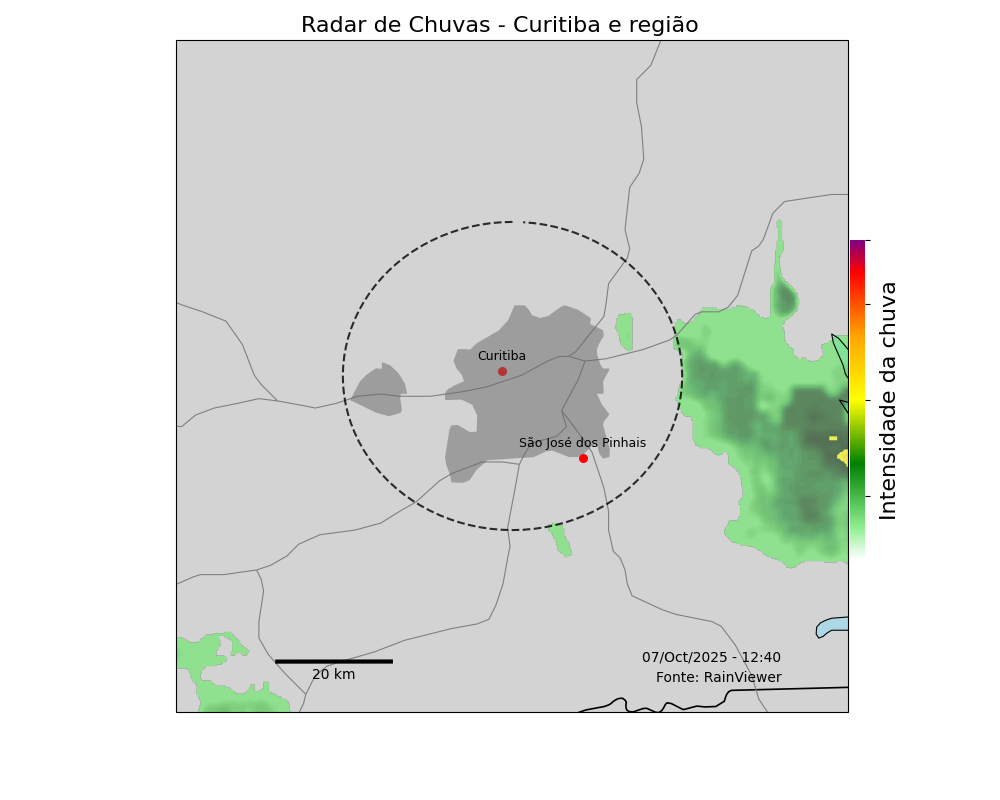 Radar de Chuvas - Curitiba e região
Curitiba
São José dos Pinhais
Intensidade da chuva
07/Oct/2025 - 12:40
Fonte: RainViewer
20 km